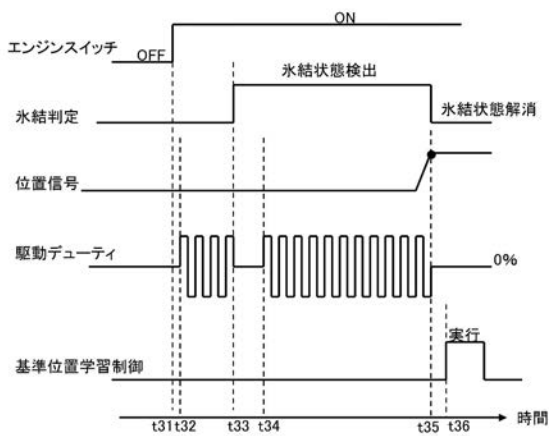 ON
エンジンスイッチ
OFF
氷結状態検出
氷結判定
氷結状態解消
位置信号
駆動デューティ
0%
実行
基準位置学習制御
時間
t31 t32 t33 t34 t35 t36